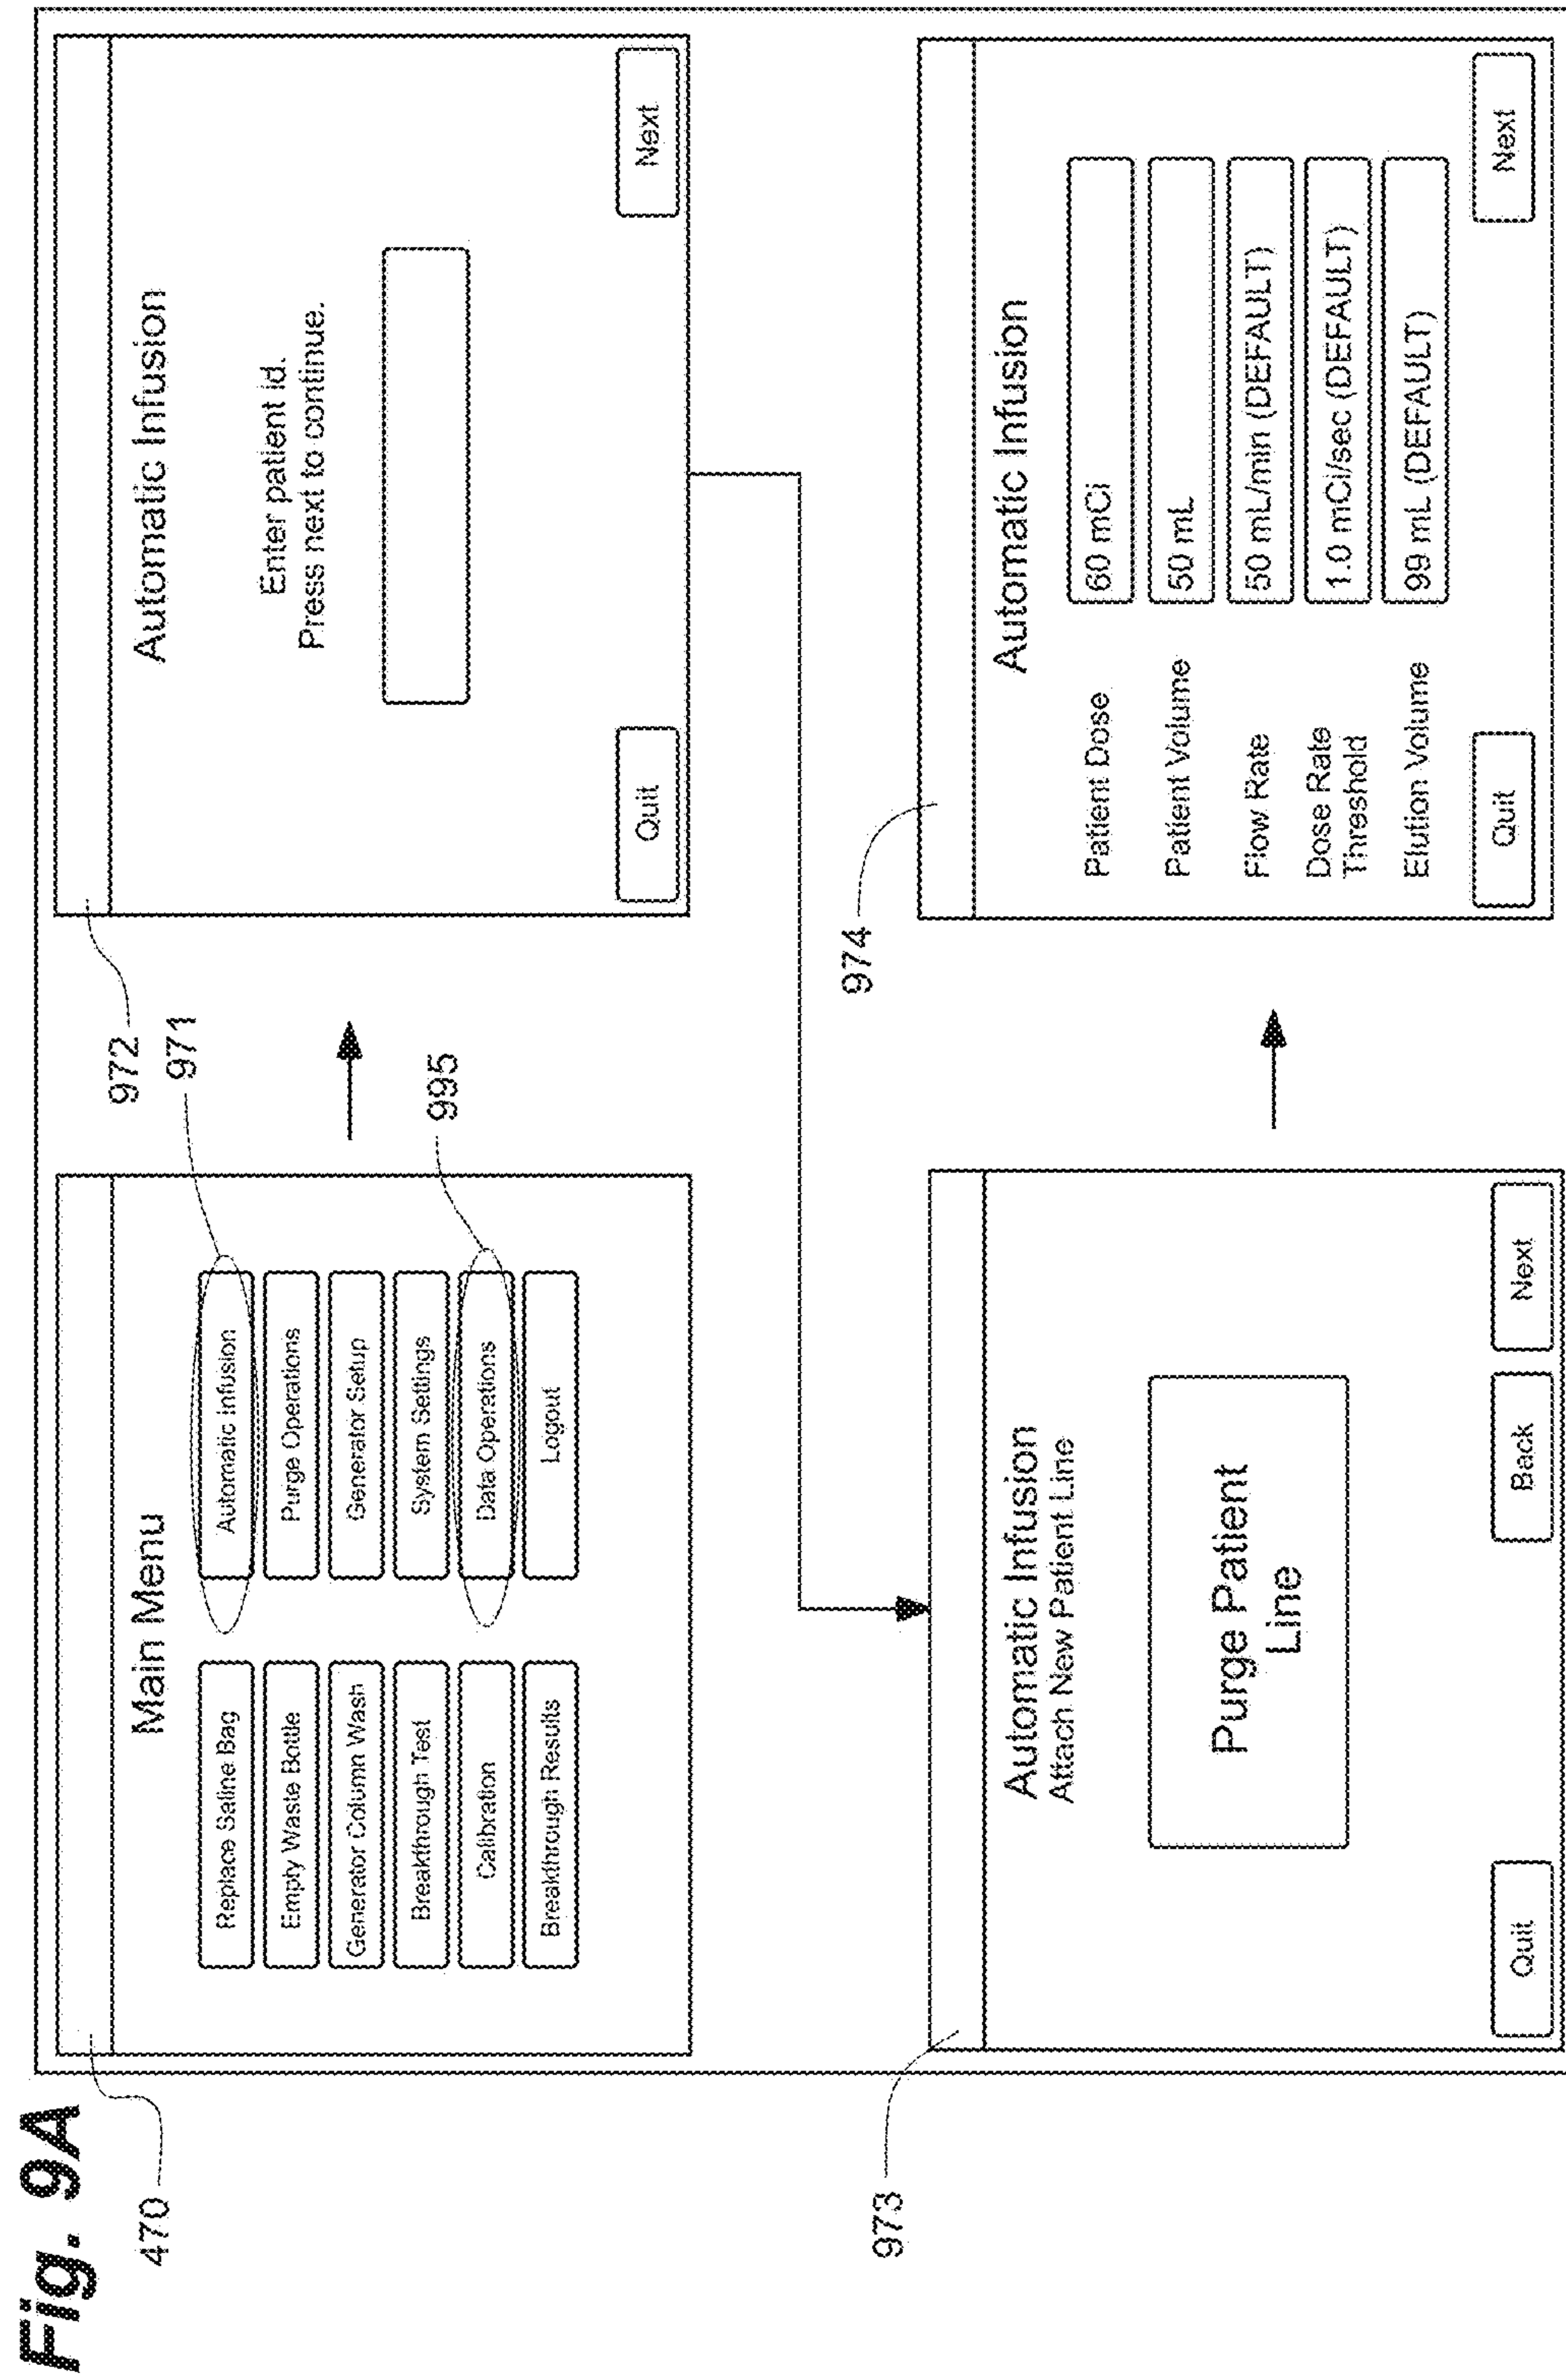 Fig. 9A
470
Main Menu
Replace Saline Bag
Empty Waste Bottle
Generator Column Wash
Breakthrough Test
Calibration
Breakthrough Results
Automatic Infusion
Purge Operations
Generator Setup
System Settings
Data Operations
Logout
972
971
995
Automatic Infusion
Enter patient id.
Press next to continue.
Quit
Next
973
Automatic Infusion
Attach New Patient Line
Purge Patient
Line
Quit
Back
Next
974
Automatic Infusion
Patient Dose 60 mCi
Patient Volume 50 mL
Flow Rate 50 mL/min (DEFAULT)
Dose Rate
Threshold 1.0 mCi/sec (DEFAULT)
Elution Volume 99 mL (DEFAULT)
Quit
Next